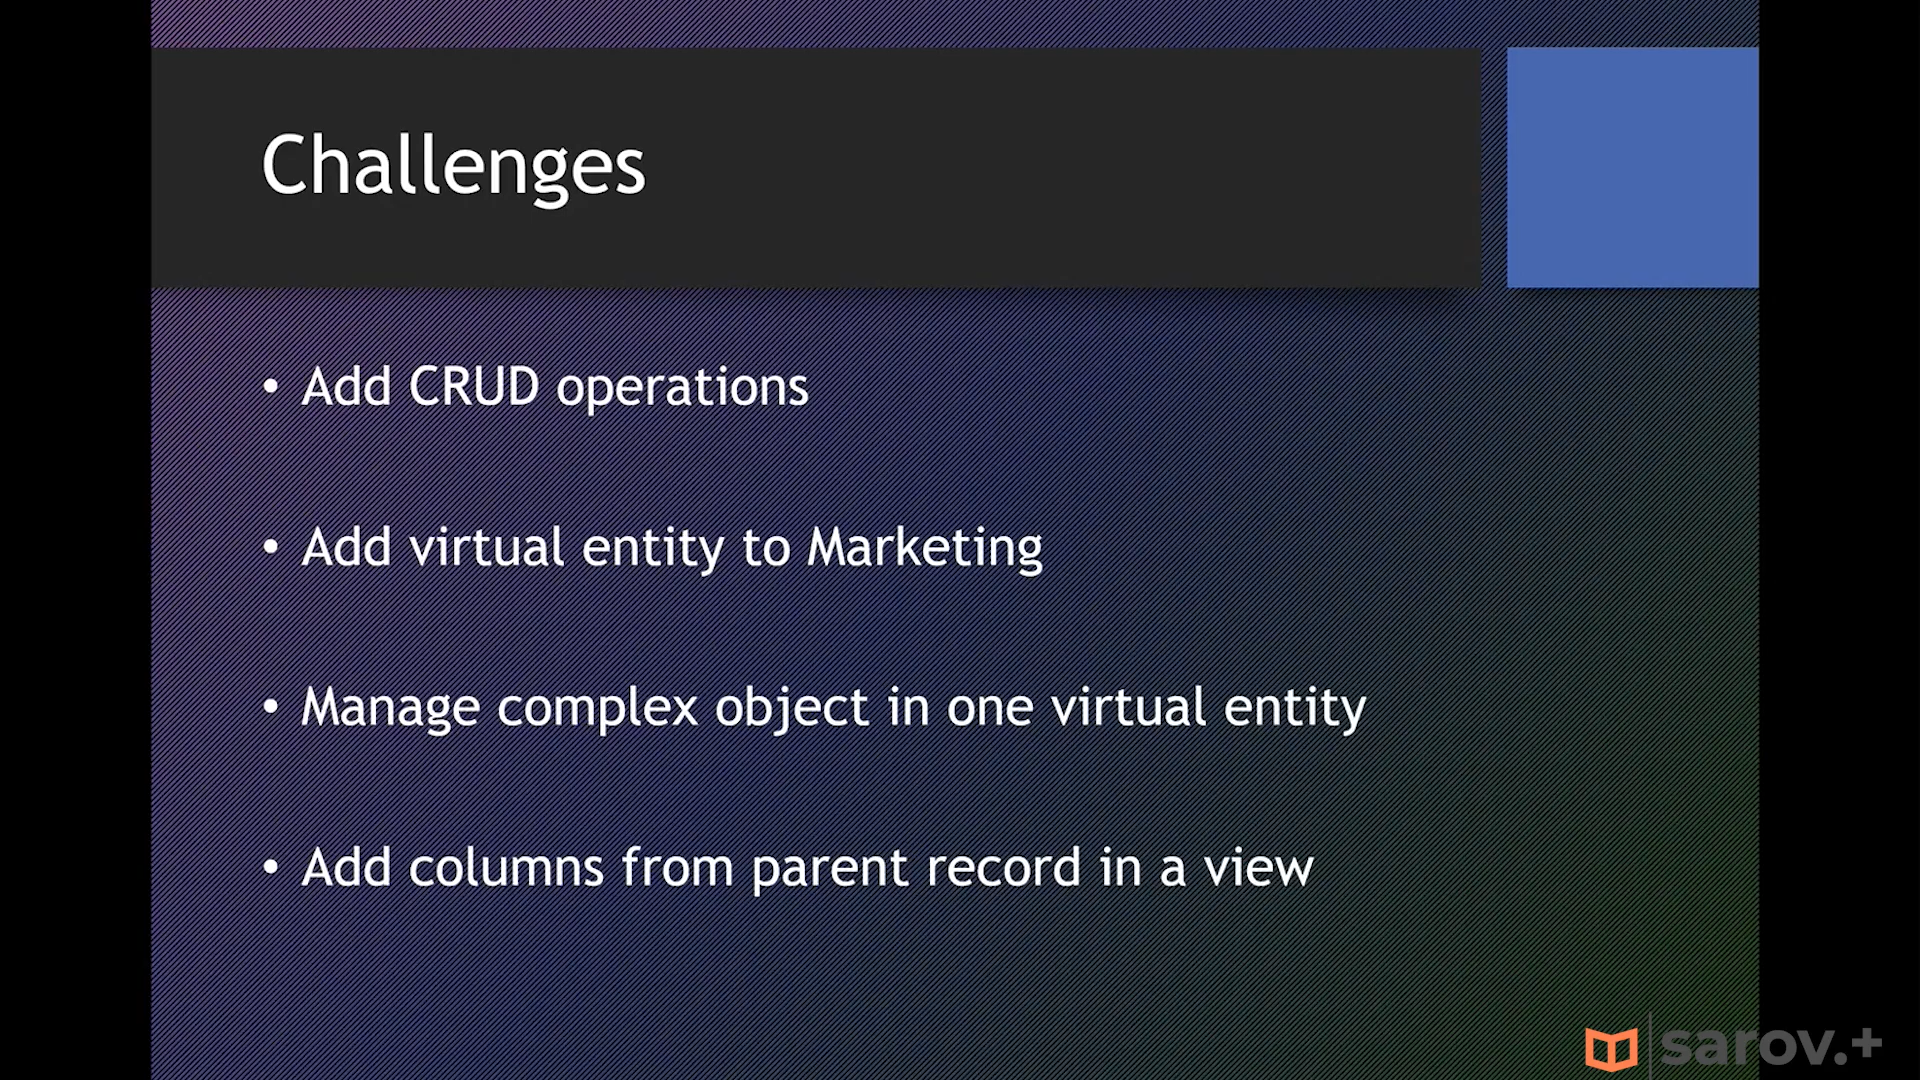 Challenges
• Add CRUD operations
• Add virtual entity to Marketing
• Manage complex object in one virtual entity
• Add columns from parent record in a view
sarov.+